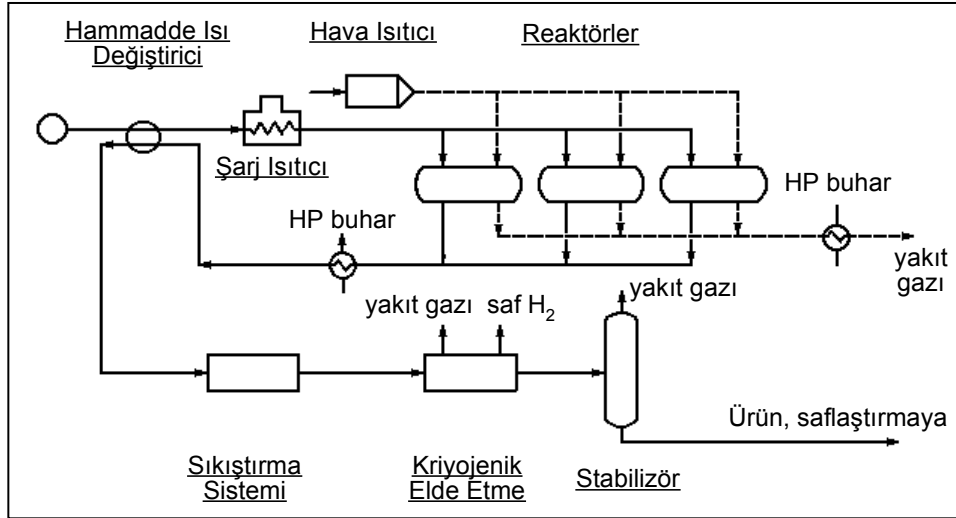 Hammadde Isı
Değiştirici
Hava Isıtıcı
Reaktörler
Şarj Isıtıcı
HP buhar
HP buhar
yakıt
gazı
yakıt gazı
saf H₂
yakıt gazı
Ürün, saflaştırmaya
Sıkıştırma
Sistemi
Kriyojenik
Elde Etme
Stabilizör